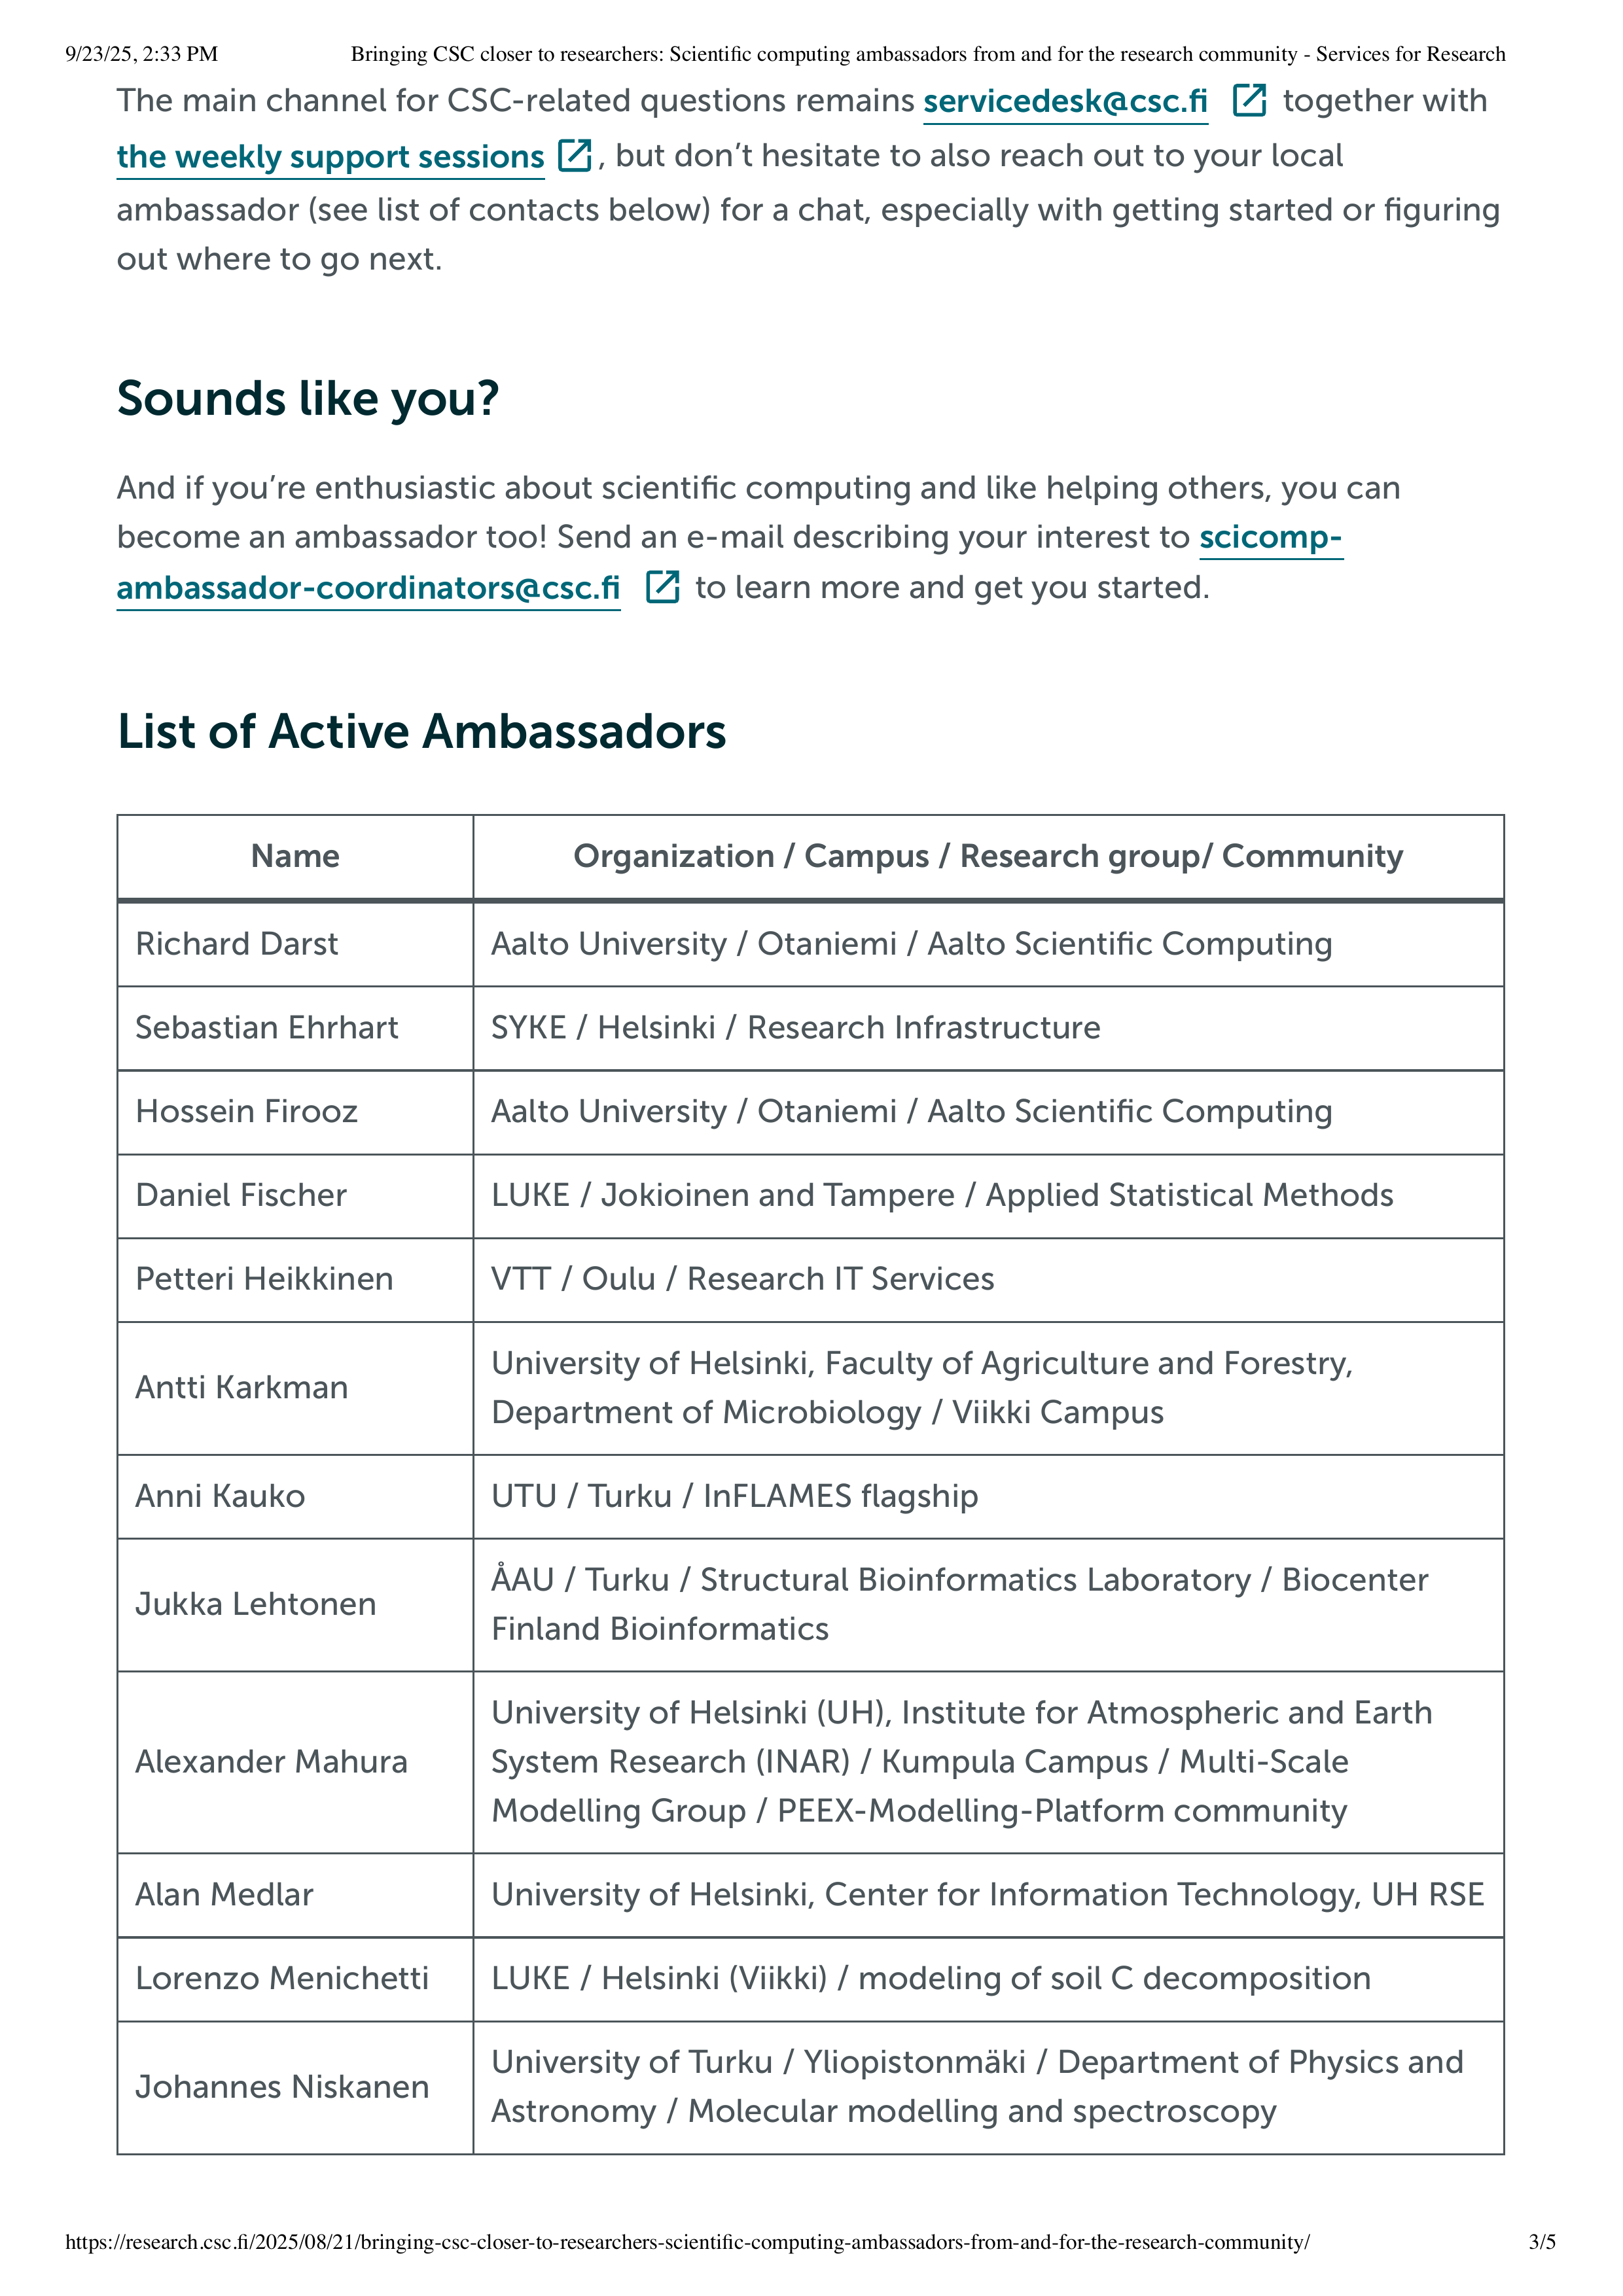 9/23/25, 2:33 PM Bringing CSC closer to researchers: Scientific computing ambassadors from and for the research community - Services for Research
The main channel for CSC-related questions remains servicedesk@csc.fi together with
the weekly support sessions , but don’t hesitate to also reach out to your local
ambassador (see list of contacts below) for a chat, especially with getting started or figuring
out where to go next.
Sounds like you?
And if you’re enthusiastic about scientific computing and like helping others, you can
become an ambassador too! Send an e-mail describing your interest to scicomp-
ambassador-coordinators@csc.fi to learn more and get you started.
List of Active Ambassadors
Name Organization / Campus / Research group/ Community
Richard Darst Aalto University / Otaniemi / Aalto Scientific Computing
Sebastian Ehrhart SYKE / Helsinki / Research Infrastructure
Hossein Firooz Aalto University / Otaniemi / Aalto Scientific Computing
Daniel Fischer LUKE / Jokioinen and Tampere / Applied Statistical Methods
Petteri Heikkinen VTT / Oulu / Research IT Services
Antti Karkman University of Helsinki, Faculty of Agriculture and Forestry,
Department of Microbiology / Viikki Campus
Anni Kauko UTU / Turku / InFLAMES flagship
Jukka Lehtonen ÅAU / Turku / Structural Bioinformatics Laboratory / Biocenter
Finland Bioinformatics
Alexander Mahura University of Helsinki (UH), Institute for Atmospheric and Earth
System Research (INAR) / Kumpula Campus / Multi-Scale
Modelling Group / PEEX-Modelling-Platform community
Alan Medlar University of Helsinki, Center for Information Technology, UH RSE
Lorenzo Menichetti LUKE / Helsinki (Viikki) / modeling of soil C decomposition
Johannes Niskanen University of Turku / Yliopistonmäki / Department of Physics and
Astronomy / Molecular modelling and spectroscopy
https://research.csc.fi/2025/08/21/bringing-csc-closer-to-researchers-scientific-computing-ambassadors-from-and-for-the-research-community/ 3/5